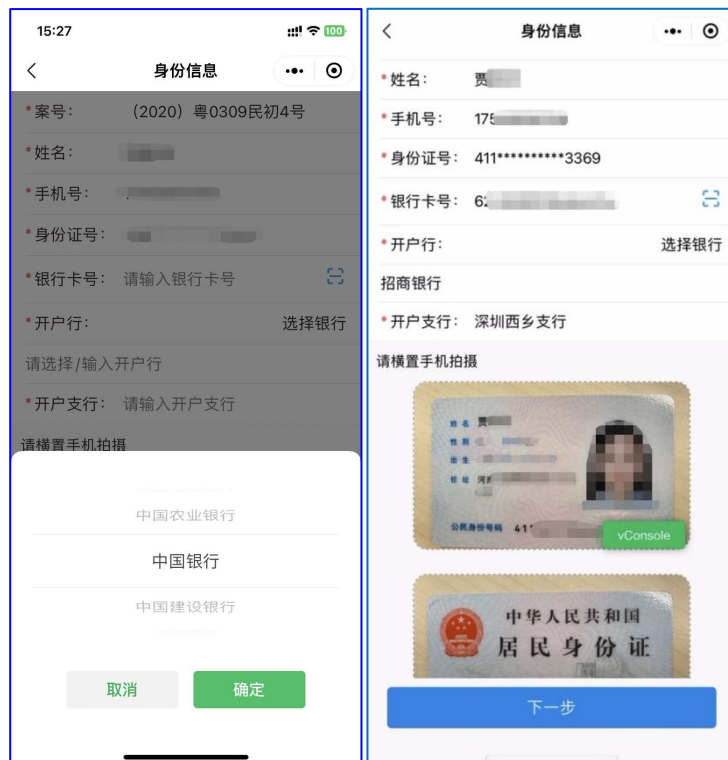 15:27
100
身份信息
*案号： （2020）粤0309民初4号
*姓名：
*手机号：
*身份证号：
*银行卡号： 请输入银行卡号
*开户行： 选择银行
请选择/输入开户行
*开户支行： 请输入开户支行
请横置手机拍摄
中国农业银行
中国银行
中国建设银行
取消 确定
身份信息
*姓名： 贾
*手机号： 175
*身份证号： 411**********3369
*银行卡号： 62
*开户行： 选择银行
招商银行
*开户支行： 深圳西乡支行
请横置手机拍摄
姓名 贾
性别
出生
住址 河
公民身份号码 41
vConsole
中华人民共和国
居民身份证
下一步